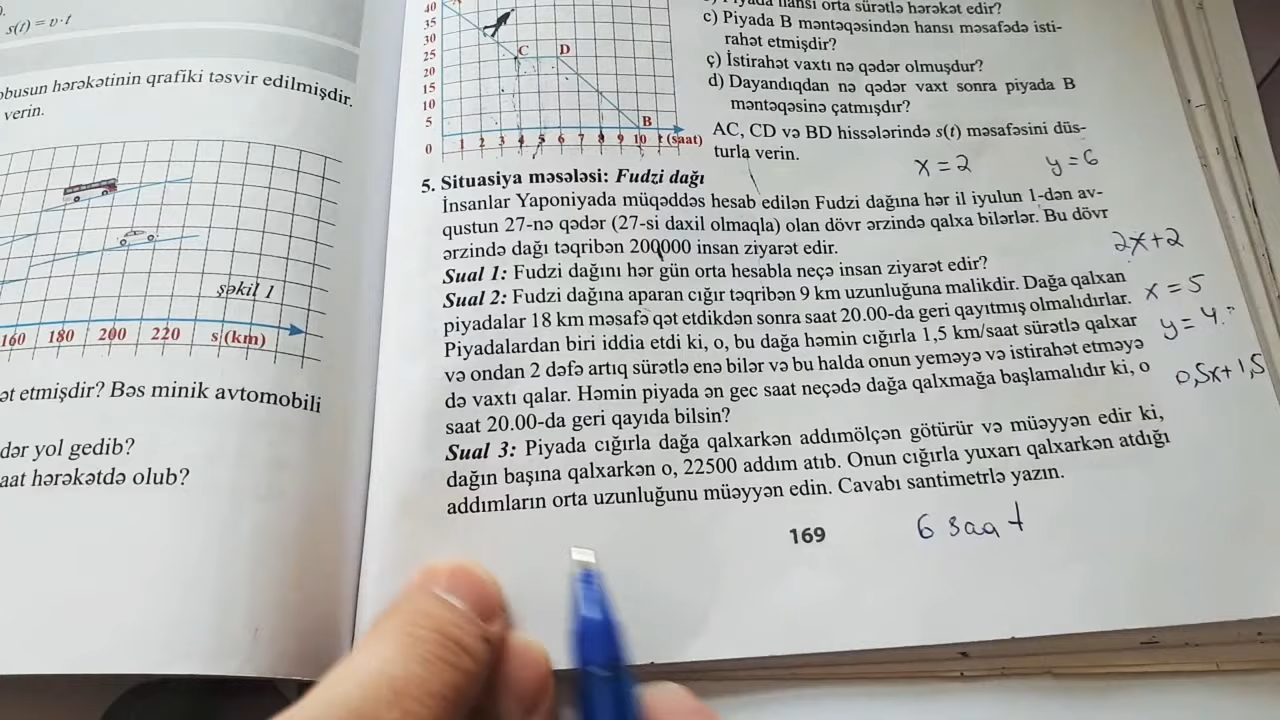 s(t) = v·t
obusun hərəkətinin qrafiki təsvir edilmişdir.
verin.
şəkil 1
160 180 200 220 s(km)
ət etmişdir? Bəs minik avtomobili
dər yol gedib?
aat hərəkətdə olub?
40 A
35
30
25 C D
20
15
10
5 B
0 1 2 3 4 5 6 7 8 9 10 t (saat)
hansı orta sürətlə hərəkət edir?
c) Piyada B məntəqəsindən hansı məsafədə isti-
rahət etmişdir?
ç) İstirahət vaxtı nə qədər olmuşdur?
d) Dayandıqdan nə qədər vaxt sonra piyada B
məntəqəsinə çatmışdır?
AC, CD və BD hissələrində s(t) məsafəsini düs-
turla verin.
x = 2 y = 6
5. Situasiya məsələsi: Fudzi dağı
İnsanlar Yaponiyada müqəddəs hesab edilən Fudzi dağına hər il iyulun 1-dən av-
qustun 27-nə qədər (27-si daxil olmaqla) olan dövr ərzində qalxa bilərlər. Bu dövr
ərzində dağı təqribən 200000 insan ziyarət edir.
2x+2
Sual 1: Fudzi dağını hər gün orta hesabla neçə insan ziyarət edir?
Sual 2: Fudzi dağına aparan cığır təqribən 9 km uzunluğuna malikdir. Dağa qalxan
piyadalar 18 km məsafə qət etdikdən sonra saat 20.00-da geri qayıtmış olmalıdırlar.
x = 5
Piyadalardan biri iddia etdi ki, o, bu dağa həmin cığırla 1,5 km/saat sürətlə qalxar
y = 4.
və ondan 2 dəfə artıq sürətlə enə bilər və bu halda onun yeməyə və istirahət etməyə
0,5x+1,5
də vaxtı qalar. Həmin piyada ən gec saat neçədə dağa qalxmağa başlamalıdır ki, o
saat 20.00-da geri qayıda bilsin?
Sual 3: Piyada cığırla dağa qalxarkən addımölçən götürür və müəyyən edir ki,
dağın başına qalxarkən o, 22500 addım atıb. Onun cığırla yuxarı qalxarkən atdığı
addımların orta uzunluğunu müəyyən edin. Cavabı santimetrlə yazın.
169
6 saat